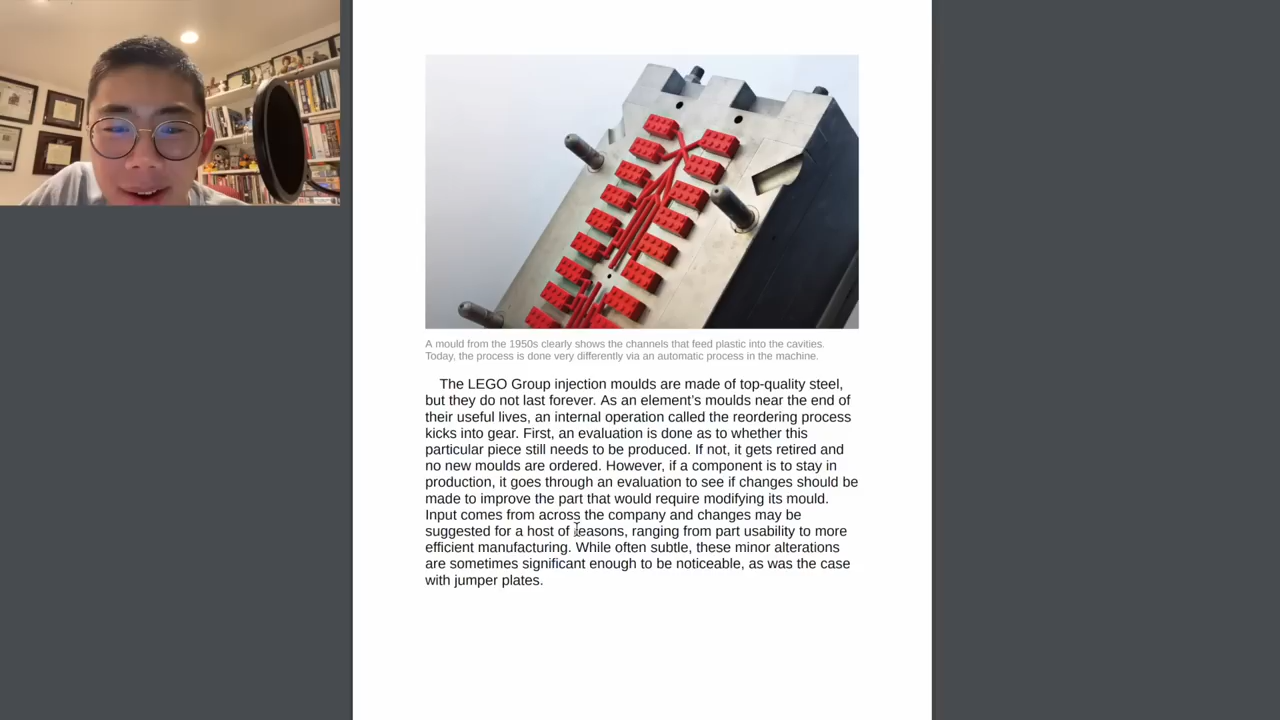 A mould from the 1950s clearly shows the channels that feed plastic into the cavities.
Today, the process is done very differently via an automatic process in the machine.
The LEGO Group injection moulds are made of top-quality steel,
but they do not last forever. As an element’s moulds near the end of
their useful lives, an internal operation called the reordering process
kicks into gear. First, an evaluation is done as to whether this
particular piece still needs to be produced. If not, it gets retired and
no new moulds are ordered. However, if a component is to stay in
production, it goes through an evaluation to see if changes should be
made to improve the part that would require modifying its mould.
Input comes from across the company and changes may be
suggested for a host of reasons, ranging from part usability to more
efficient manufacturing. While often subtle, these minor alterations
are sometimes significant enough to be noticeable, as was the case
with jumper plates.